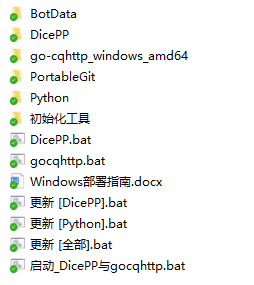 BotData
DicePP
go-cqhttp_windows_amd64
PortableGit
Python
初始化工具
DicePP.bat
gocqhttp.bat
Windows部署指南.docx
更新 [DicePP].bat
更新 [Python].bat
更新 [全部].bat
启动_DicePP与gocqhttp.bat